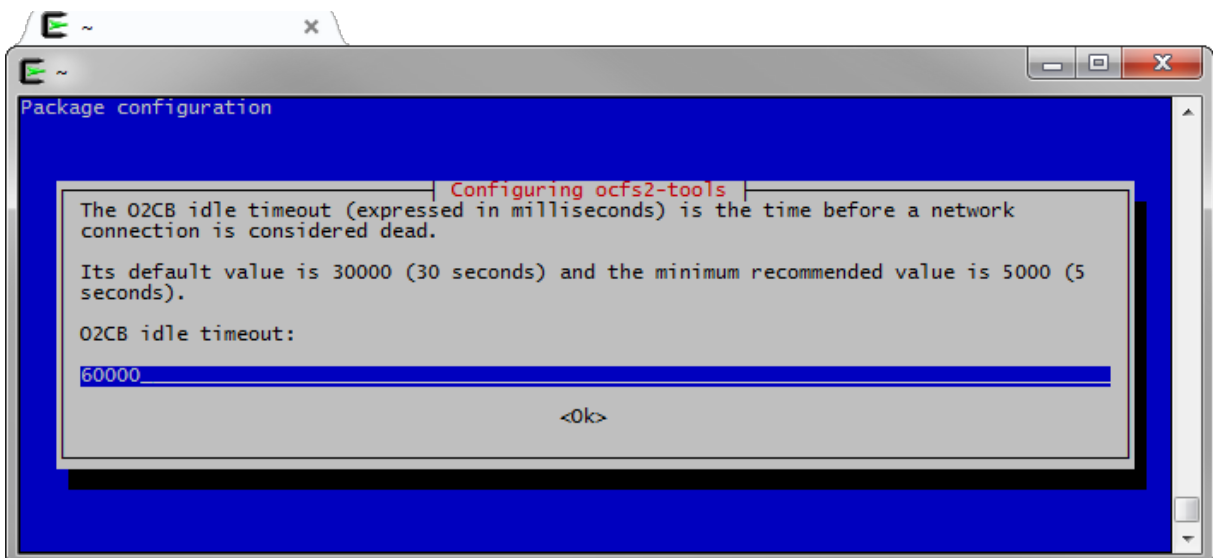 ~
~
Package configuration
Configuring ocfs2-tools
The O2CB idle timeout (expressed in milliseconds) is the time before a network
connection is considered dead.
Its default value is 30000 (30 seconds) and the minimum recommended value is 5000 (5
seconds).
O2CB idle timeout:
60000
<Ok>